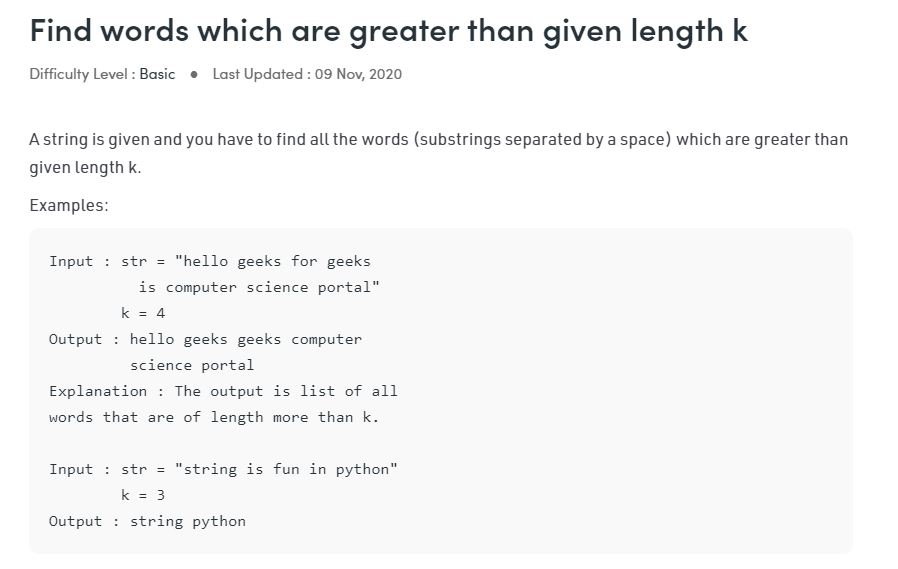 Find words which are greater than given length k
Difficulty Level : Basic ● Last Updated : 09 Nov, 2020
A string is given and you have to find all the words (substrings separated by a space) which are greater than
given length k.
Examples:
Input : str = "hello geeks for geeks
          is computer science portal"
        k = 4
Output : hello geeks geeks computer
         science portal
Explanation : The output is list of all
words that are of length more than k.

Input : str = "string is fun in python"
        k = 3
Output : string python